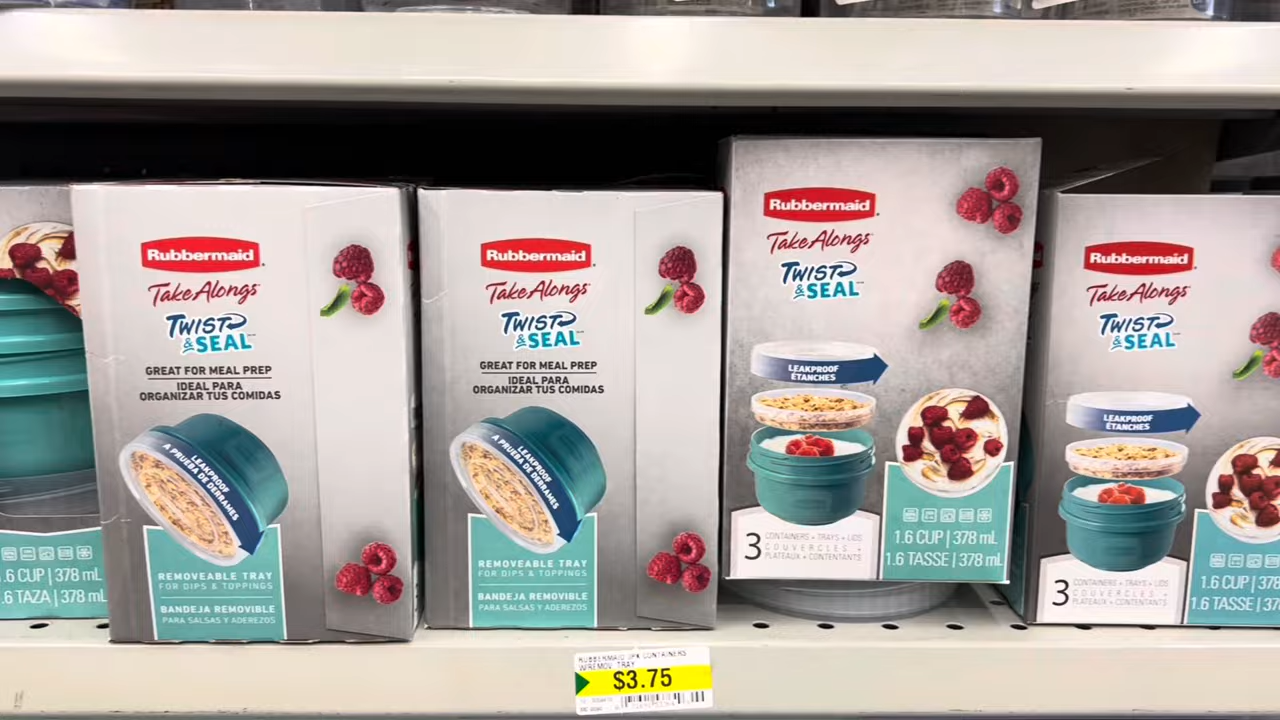 .6 CUP | 378 mL
.6 TAZA | 378 mL
Rubbermaid
TakeAlongs
TWIST
& SEAL
GREAT FOR MEAL PREP
IDEAL PARA
ORGANIZAR TUS COMIDAS
LEAKPROOF
A PRUEBA DE DERRAMES
REMOVEABLE TRAY
FOR DIPS & TOPPINGS
BANDEJA REMOVIBLE
PARA SALSAS Y ADEREZOS
Rubbermaid
TakeAlongs
TWIST
& SEAL
GREAT FOR MEAL PREP
IDEAL PARA
ORGANIZAR TUS COMIDAS
LEAKPROOF
A PRUEBA DE DERRAMES
REMOVEABLE TRAY
FOR DIPS & TOPPINGS
BANDEJA REMOVIBLE
PARA SALSAS Y ADEREZOS
Rubbermaid
TakeAlongs
TWIST
& SEAL
LEAKPROOF
ÉTANCHES
3 CONTAINERS + TRAYS + LIDS
COUVERCLES +
PLATEAUX + CONTENTANTS
1.6 CUP | 378 mL
1.6 TASSE | 378 mL
Rubbermaid
TakeAlongs
TWIST
& SEAL
LEAKPROOF
ÉTANCHES
3 CONTAINERS + TRAYS + LIDS
COUVERCLES +
PLATEAUX + CONTENTANTS
1.6 CUP | 378
1.6 TASSE | 37
RUBBERMAID 3PK CONTAINERS
W/REMOV. TRAY
$3.75